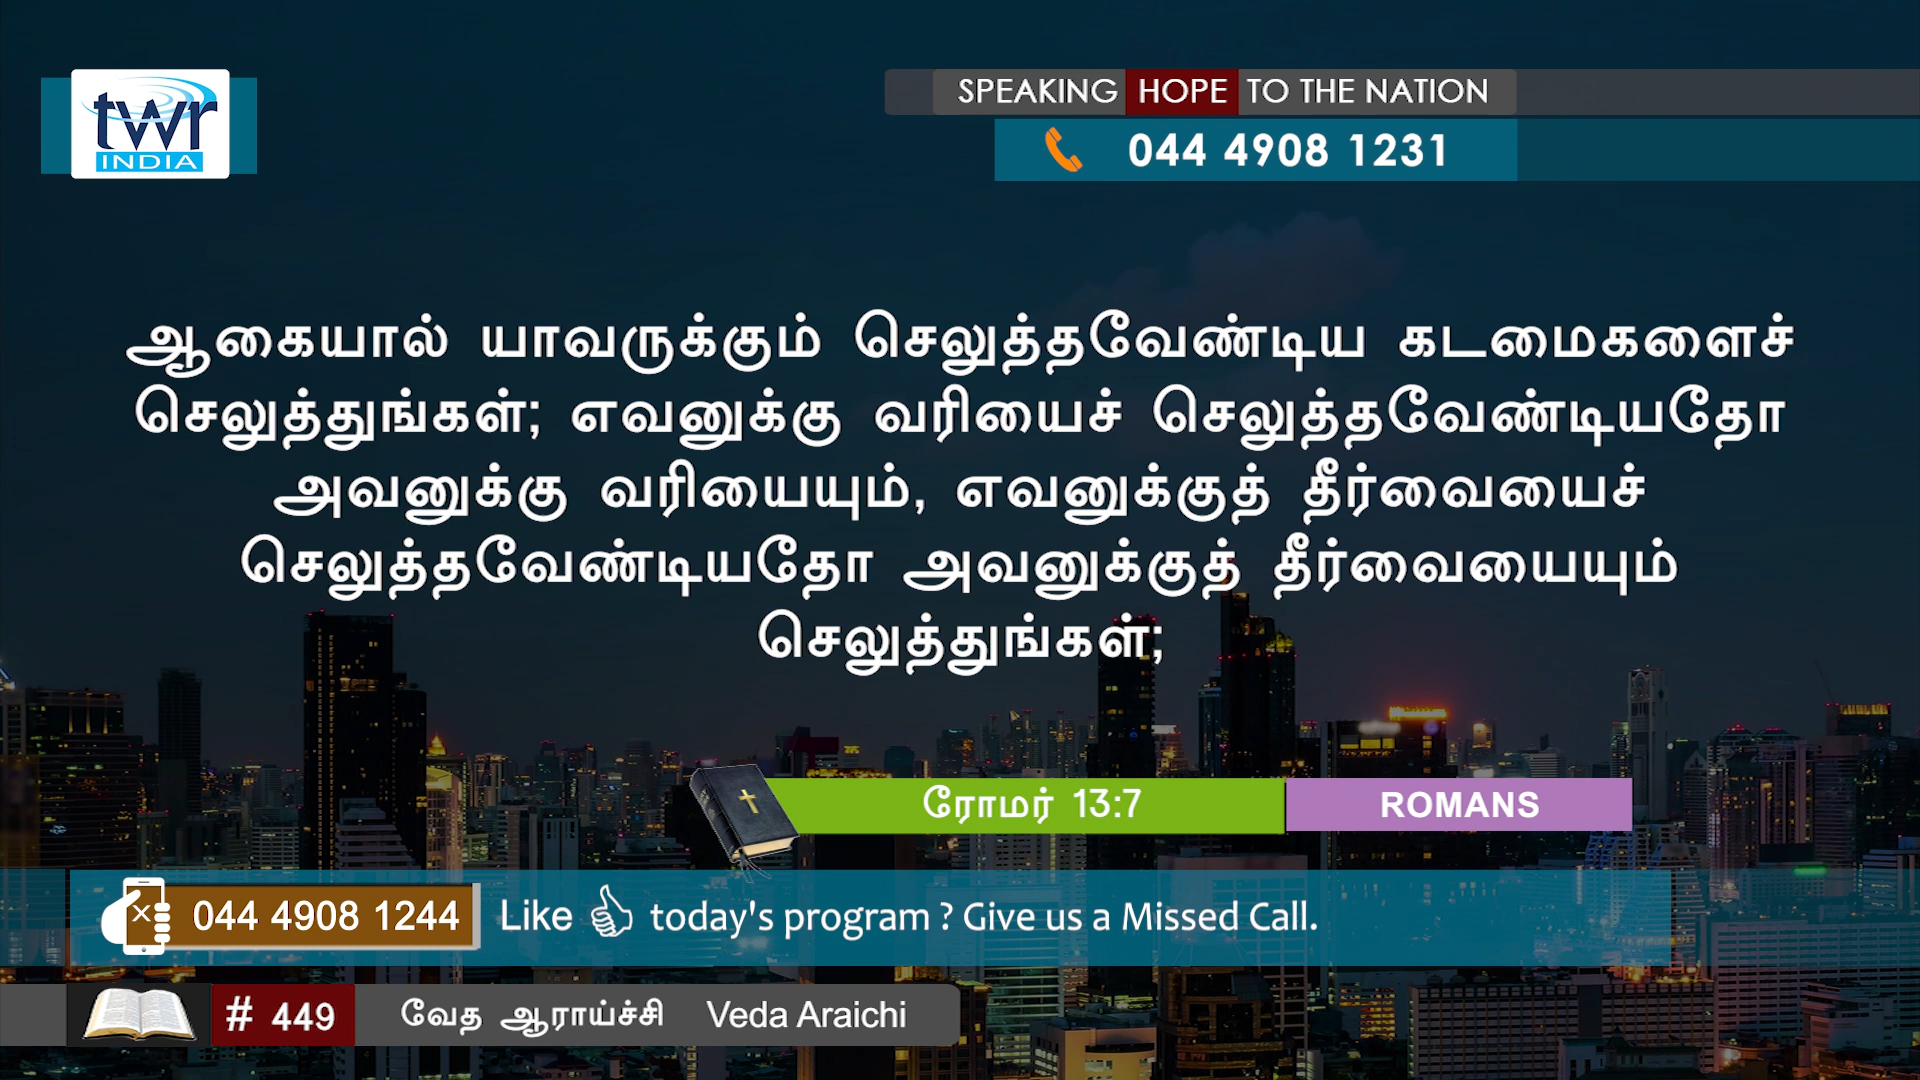 twr
INDIA
SPEAKING HOPE TO THE NATION
044 4908 1231
ஆகையால் யாவருக்கும் செலுத்தவேண்டிய கடமைகளைச்
செலுத்துங்கள்; எவனுக்கு வரியைச் செலுத்தவேண்டியதோ
அவனுக்கு வரியையும், எவனுக்குத் தீர்வையைச்
செலுத்தவேண்டியதோ அவனுக்குத் தீர்வையையும்
செலுத்துங்கள்;
ரோமர் 13:7 ROMANS
044 4908 1244 Like today's program ? Give us a Missed Call.
# 449 வேத ஆராய்ச்சி Veda Araichi